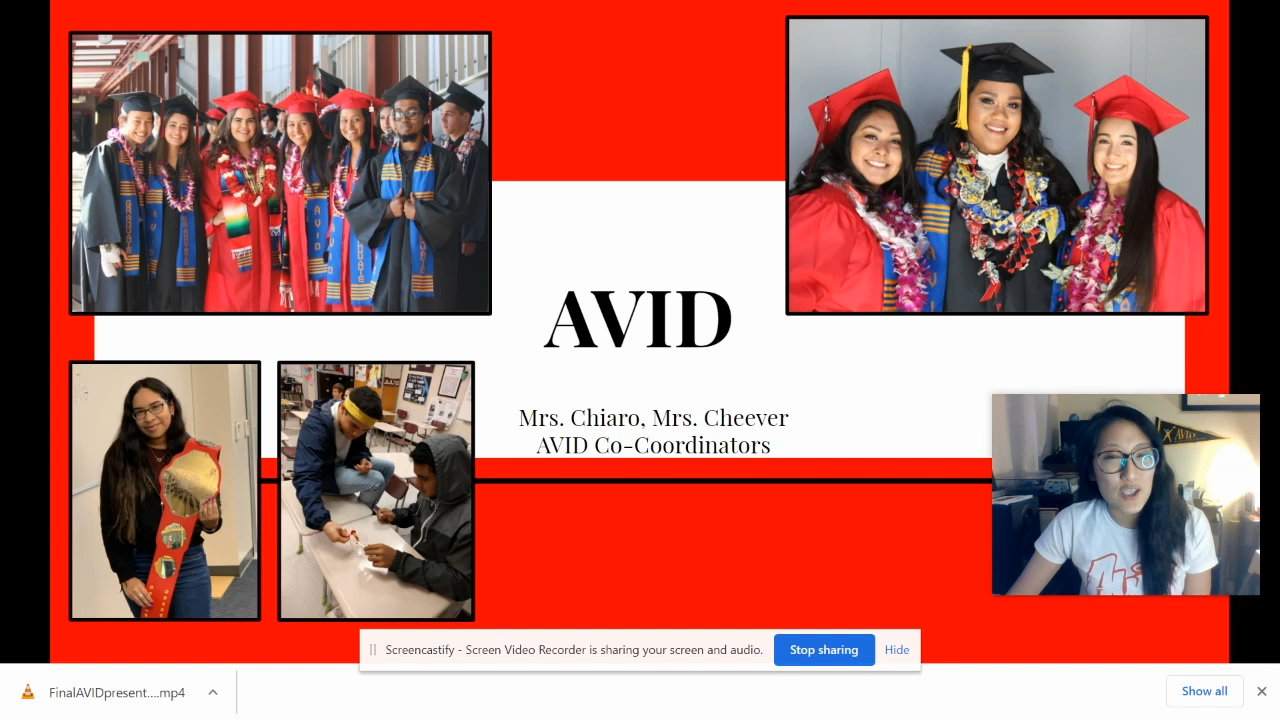 AVID
Mrs. Chiaro, Mrs. Cheever
AVID Co-Coordinators
AVID
Screencastify - Screen Video Recorder is sharing your screen and audio.
Stop sharing
Hide
FinalAVIDpresent....mp4
Show all